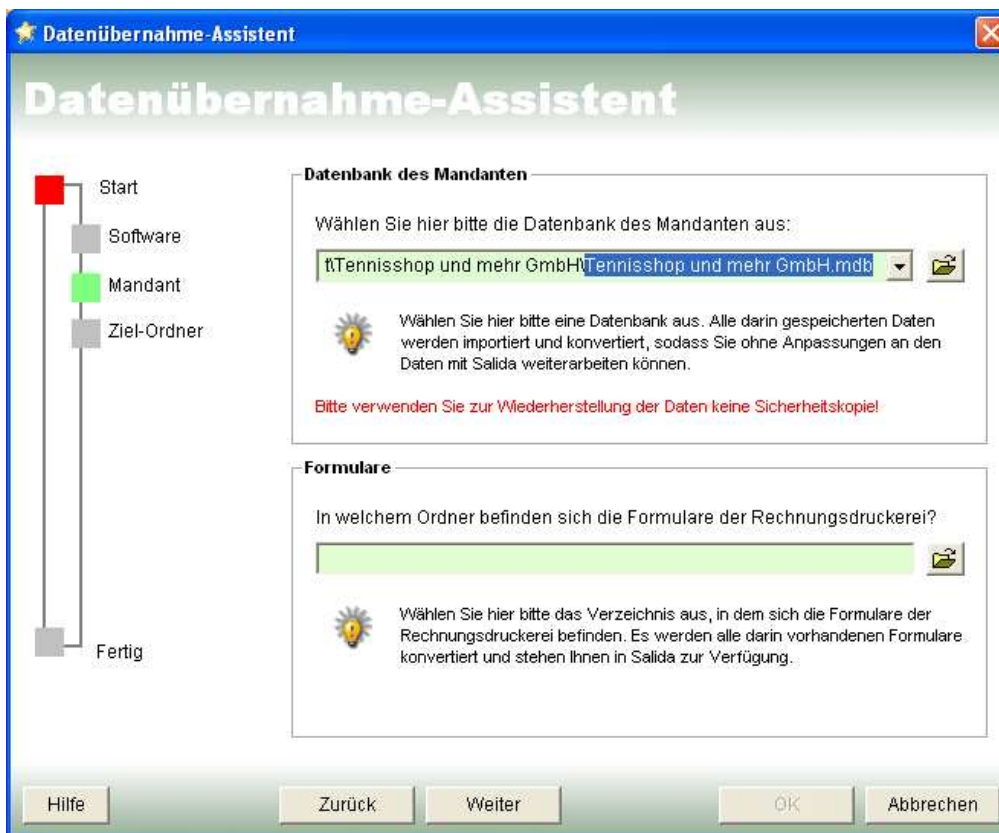 Datenübernahme-Assistent
Datenübernahme-Assistent
Start
Software
Mandant
Ziel-Ordner
Fertig
Datenbank des Mandanten
Wählen Sie hier bitte die Datenbank des Mandanten aus:
t\Tennisshop und mehr GmbH\Tennisshop und mehr GmbH.mdb
Wählen Sie hier bitte eine Datenbank aus. Alle darin gespeicherten Daten
werden importiert und konvertiert, sodass Sie ohne Anpassungen an den
Daten mit Salida weiterarbeiten können.
Bitte verwenden Sie zur Wiederherstellung der Daten keine Sicherheitskopie!
Formulare
In welchem Ordner befinden sich die Formulare der Rechnungsdruckerei?
Wählen Sie hier bitte das Verzeichnis aus, in dem sich die Formulare der
Rechnungsdruckerei befinden. Es werden alle darin vorhandenen Formulare
konvertiert und stehen Ihnen in Salida zur Verfügung.
Hilfe
Zurück
Weiter
OK
Abbrechen